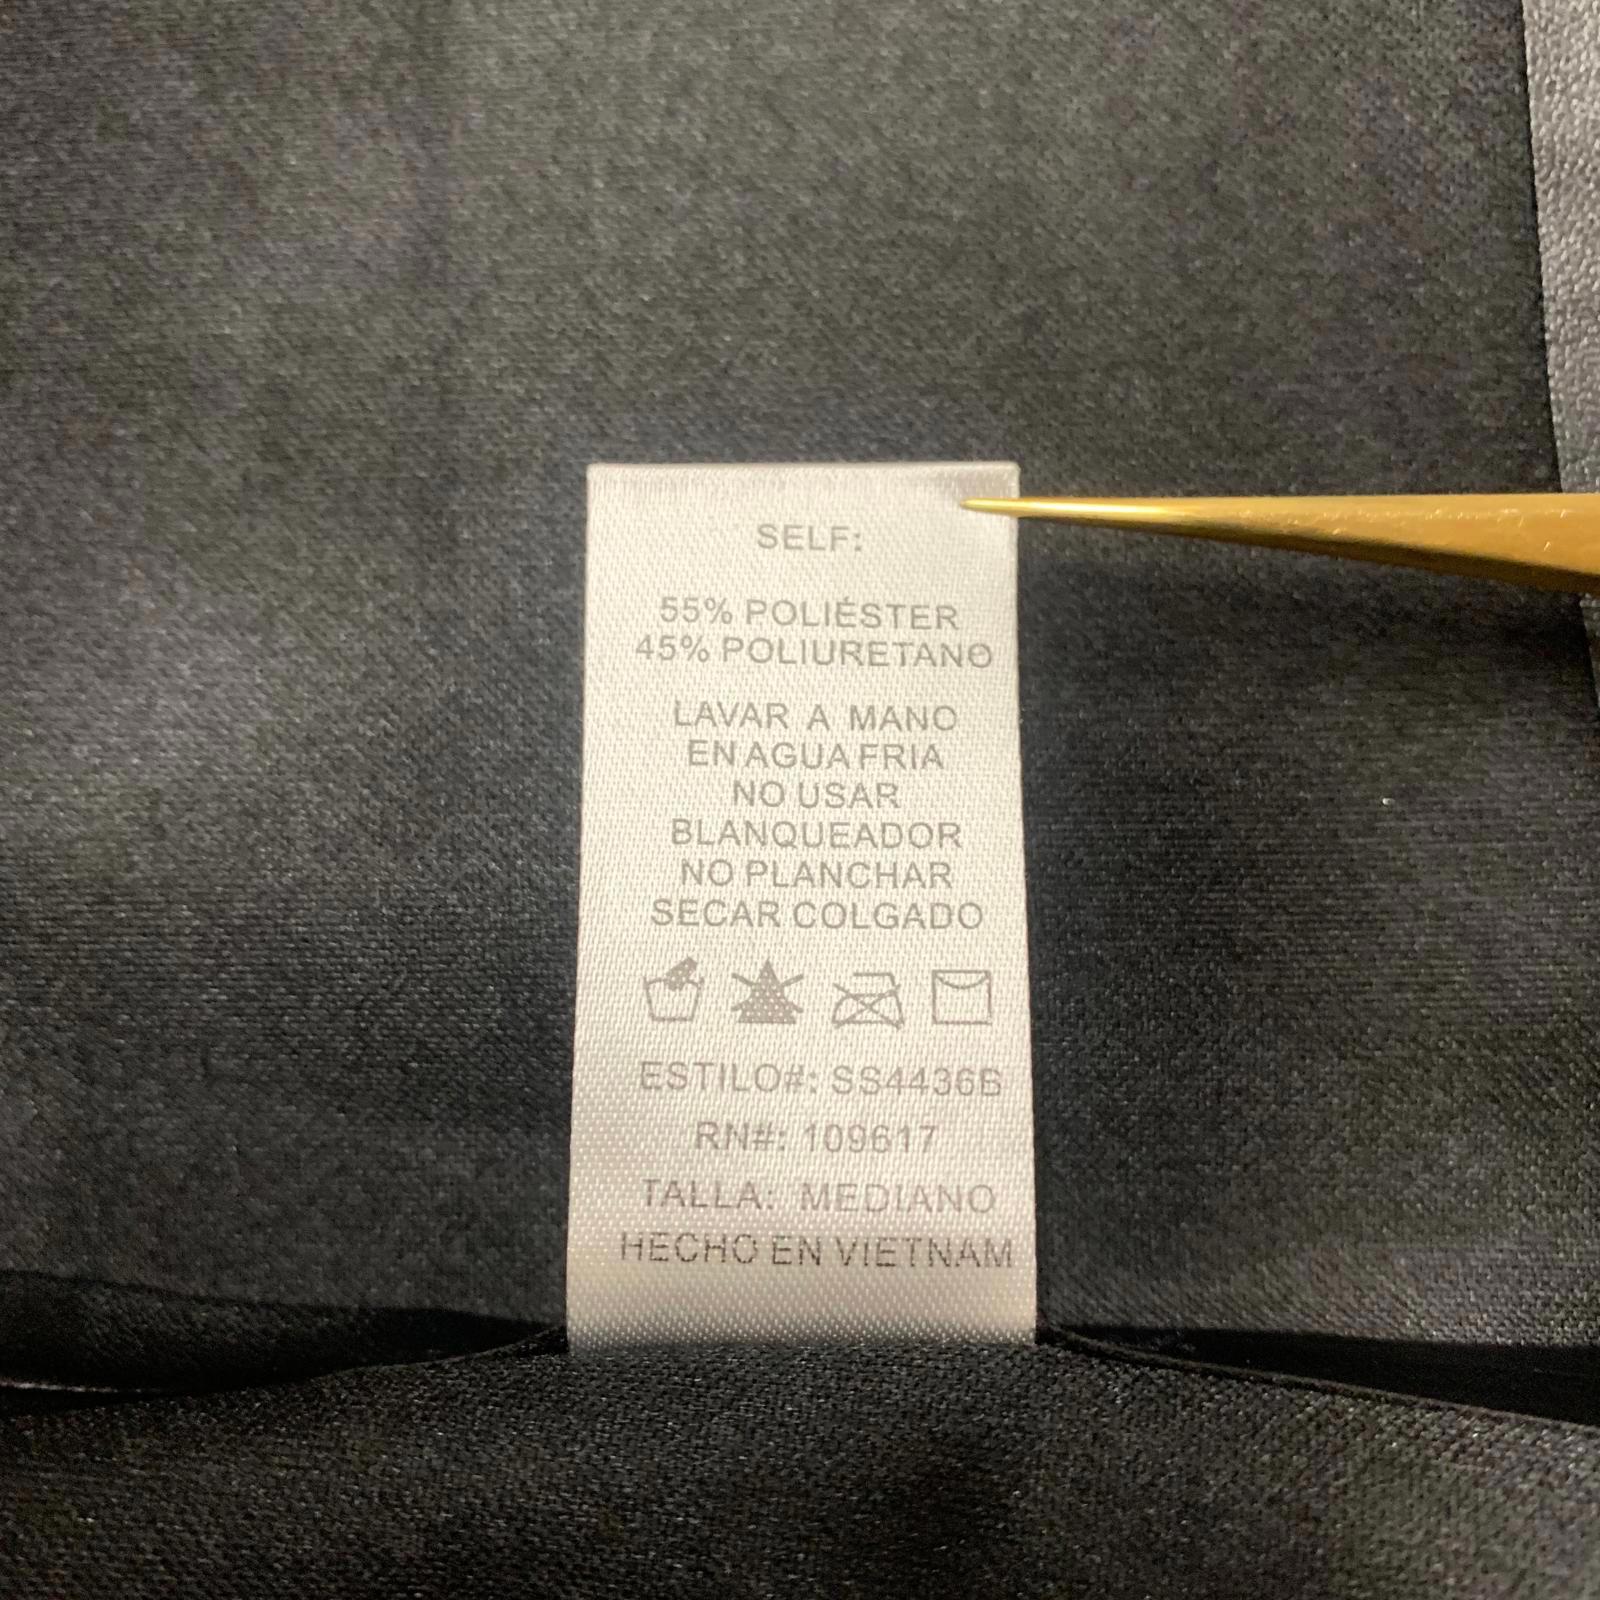 SELF:
55% POLIÉSTER
45% POLIURETANO
LAVAR A MANO
EN AGUA FRIA
NO USAR
BLANQUEADOR
NO PLANCHAR
SECAR COLGADO
ESTILO#: SS4436B
RN#: 109617
TALLA: MEDIANO
HECHO EN VIETNAM